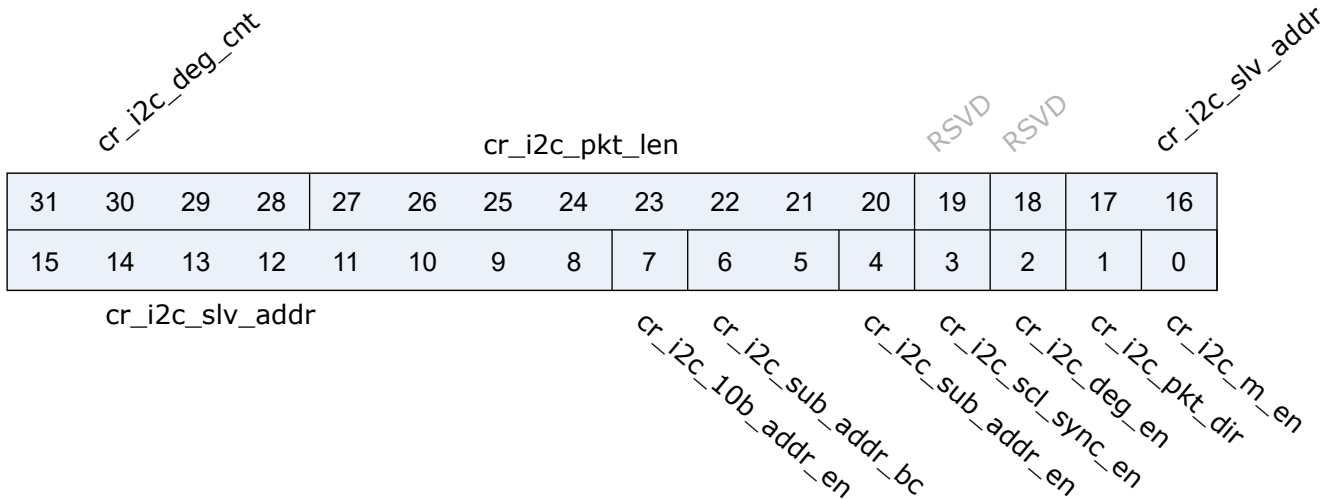 cr_i2c_deg_cnt
cr_i2c_pkt_len
RSVD
RSVD
cr_i2c_slv_addr
31 30 29 28 27 26 25 24 23 22 21 20 19 18 17 16
15 14 13 12 11 10 9 8 7 6 5 4 3 2 1 0
cr_i2c_slv_addr
cr_i2c_10b_addr_en
cr_i2c_sub_addr_bc
cr_i2c_sub_addr_en
cr_i2c_scl_sync_en
cr_i2c_deg_en
cr_i2c_pkt_dir
cr_i2c_m_en